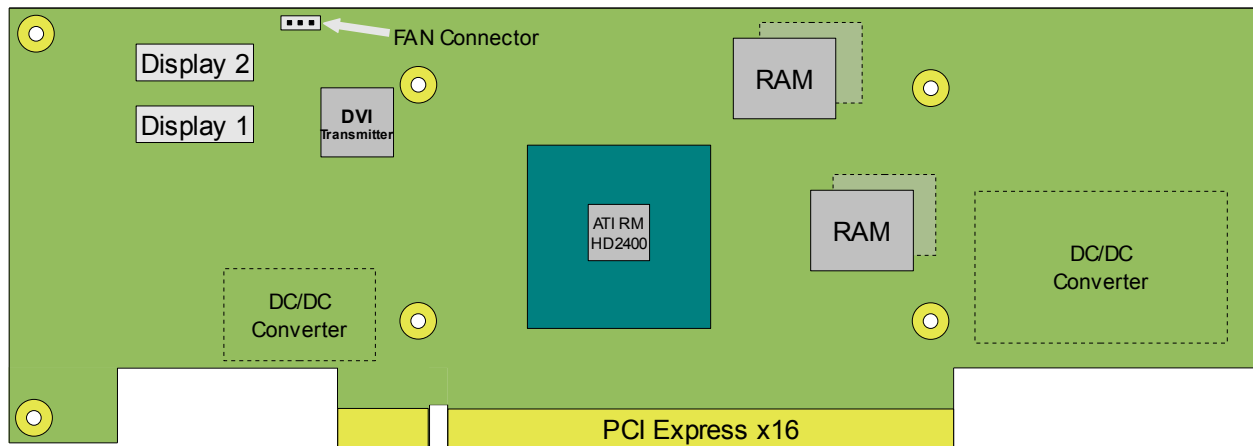 FAN Connector
Display 2
Display 1
DVI
Transmitter
RAM
ATI RM
HD2400
RAM
DC/DC
Converter
DC/DC
Converter
PCI Express x16